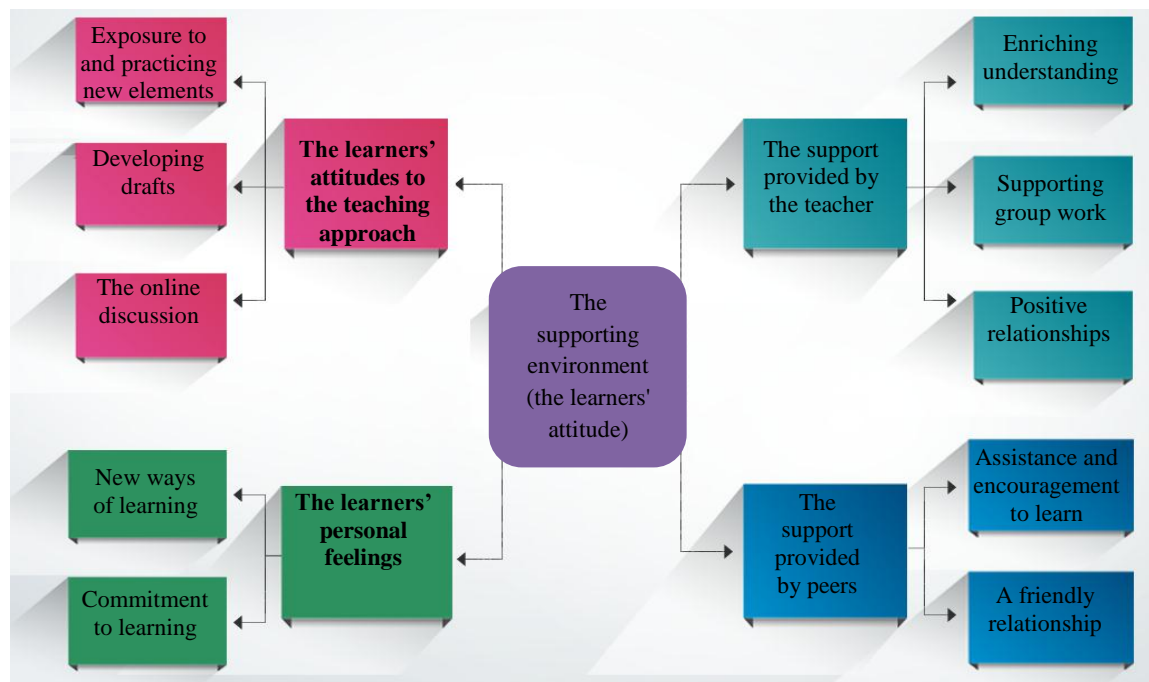 Exposure to
and practicing
new elements
Developing
drafts
The online
discussion
The learners’
attitudes to
the teaching
approach
New ways
of learning
Commitment
to learning
The learners’
personal
feelings
The
supporting
environment
(the learners'
attitude)
The support
provided by
the teacher
Enriching
understanding
Supporting
group work
Positive
relationships
The
support
provided
by peers
Assistance and
encouragement
to learn
A friendly
relationship